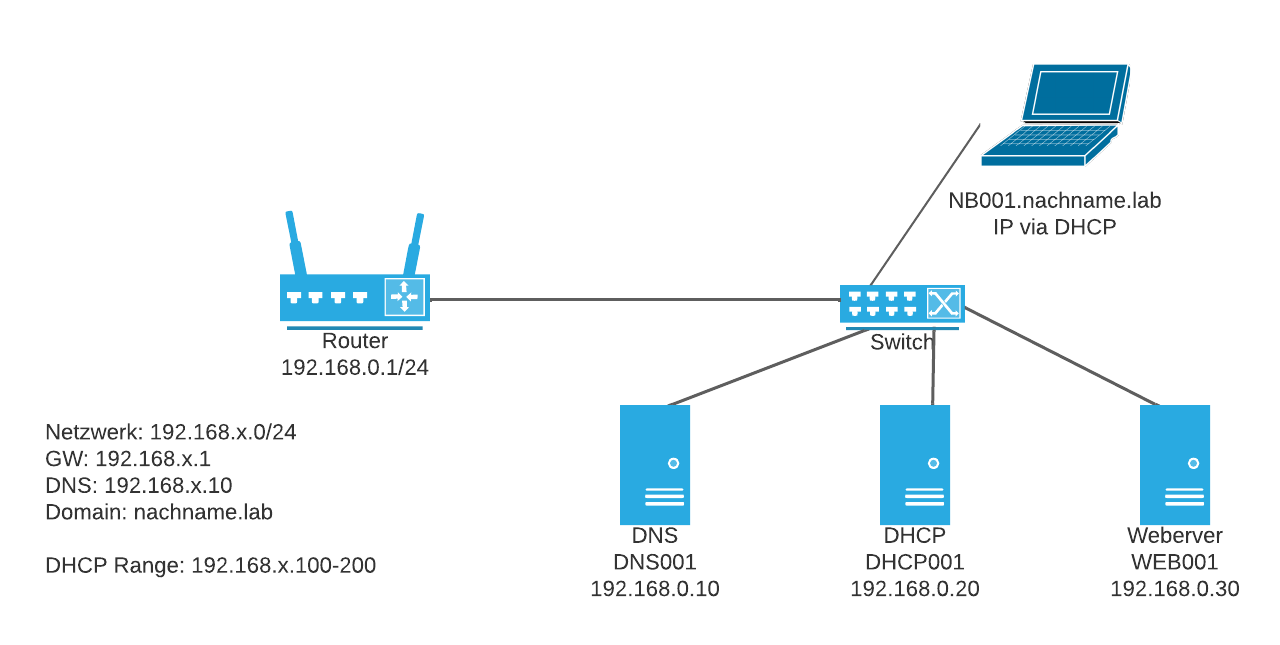 NB001.nachname.lab
IP via DHCP
Router
192.168.0.1/24
Switch
Netzwerk: 192.168.x.0/24
GW: 192.168.x.1
DNS: 192.168.x.10
Domain: nachname.lab
DHCP Range: 192.168.x.100-200
DNS
DNS001
192.168.0.10
DHCP
DHCP001
192.168.0.20
Weberver
WEB001
192.168.0.30